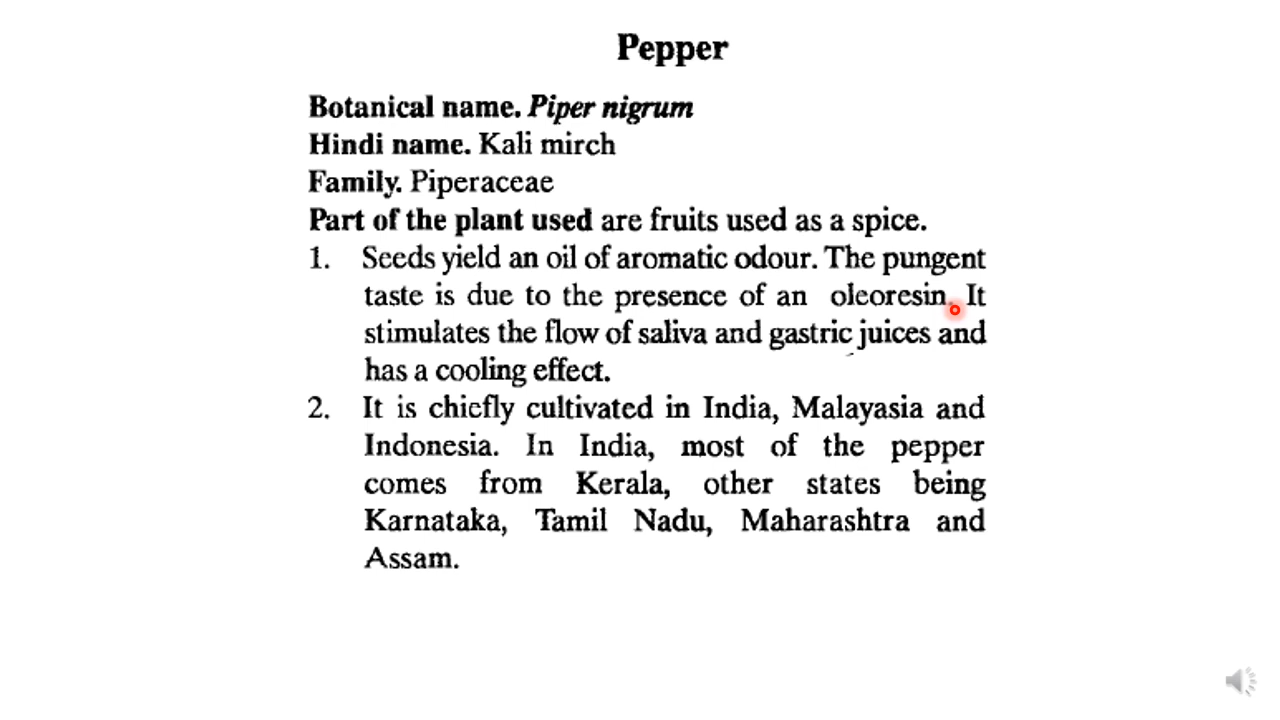 Pepper
Botanical name. Piper nigrum
Hindi name. Kali mirch
Family. Piperaceae
Part of the plant used are fruits used as a spice.
1. Seeds yield an oil of aromatic odour. The pungent
taste is due to the presence of an oleoresin. It
stimulates the flow of saliva and gastric juices and
has a cooling effect.
2. It is chiefly cultivated in India, Malayasia and
Indonesia. In India, most of the pepper
comes from Kerala, other states being
Karnataka, Tamil Nadu, Maharashtra and
Assam.